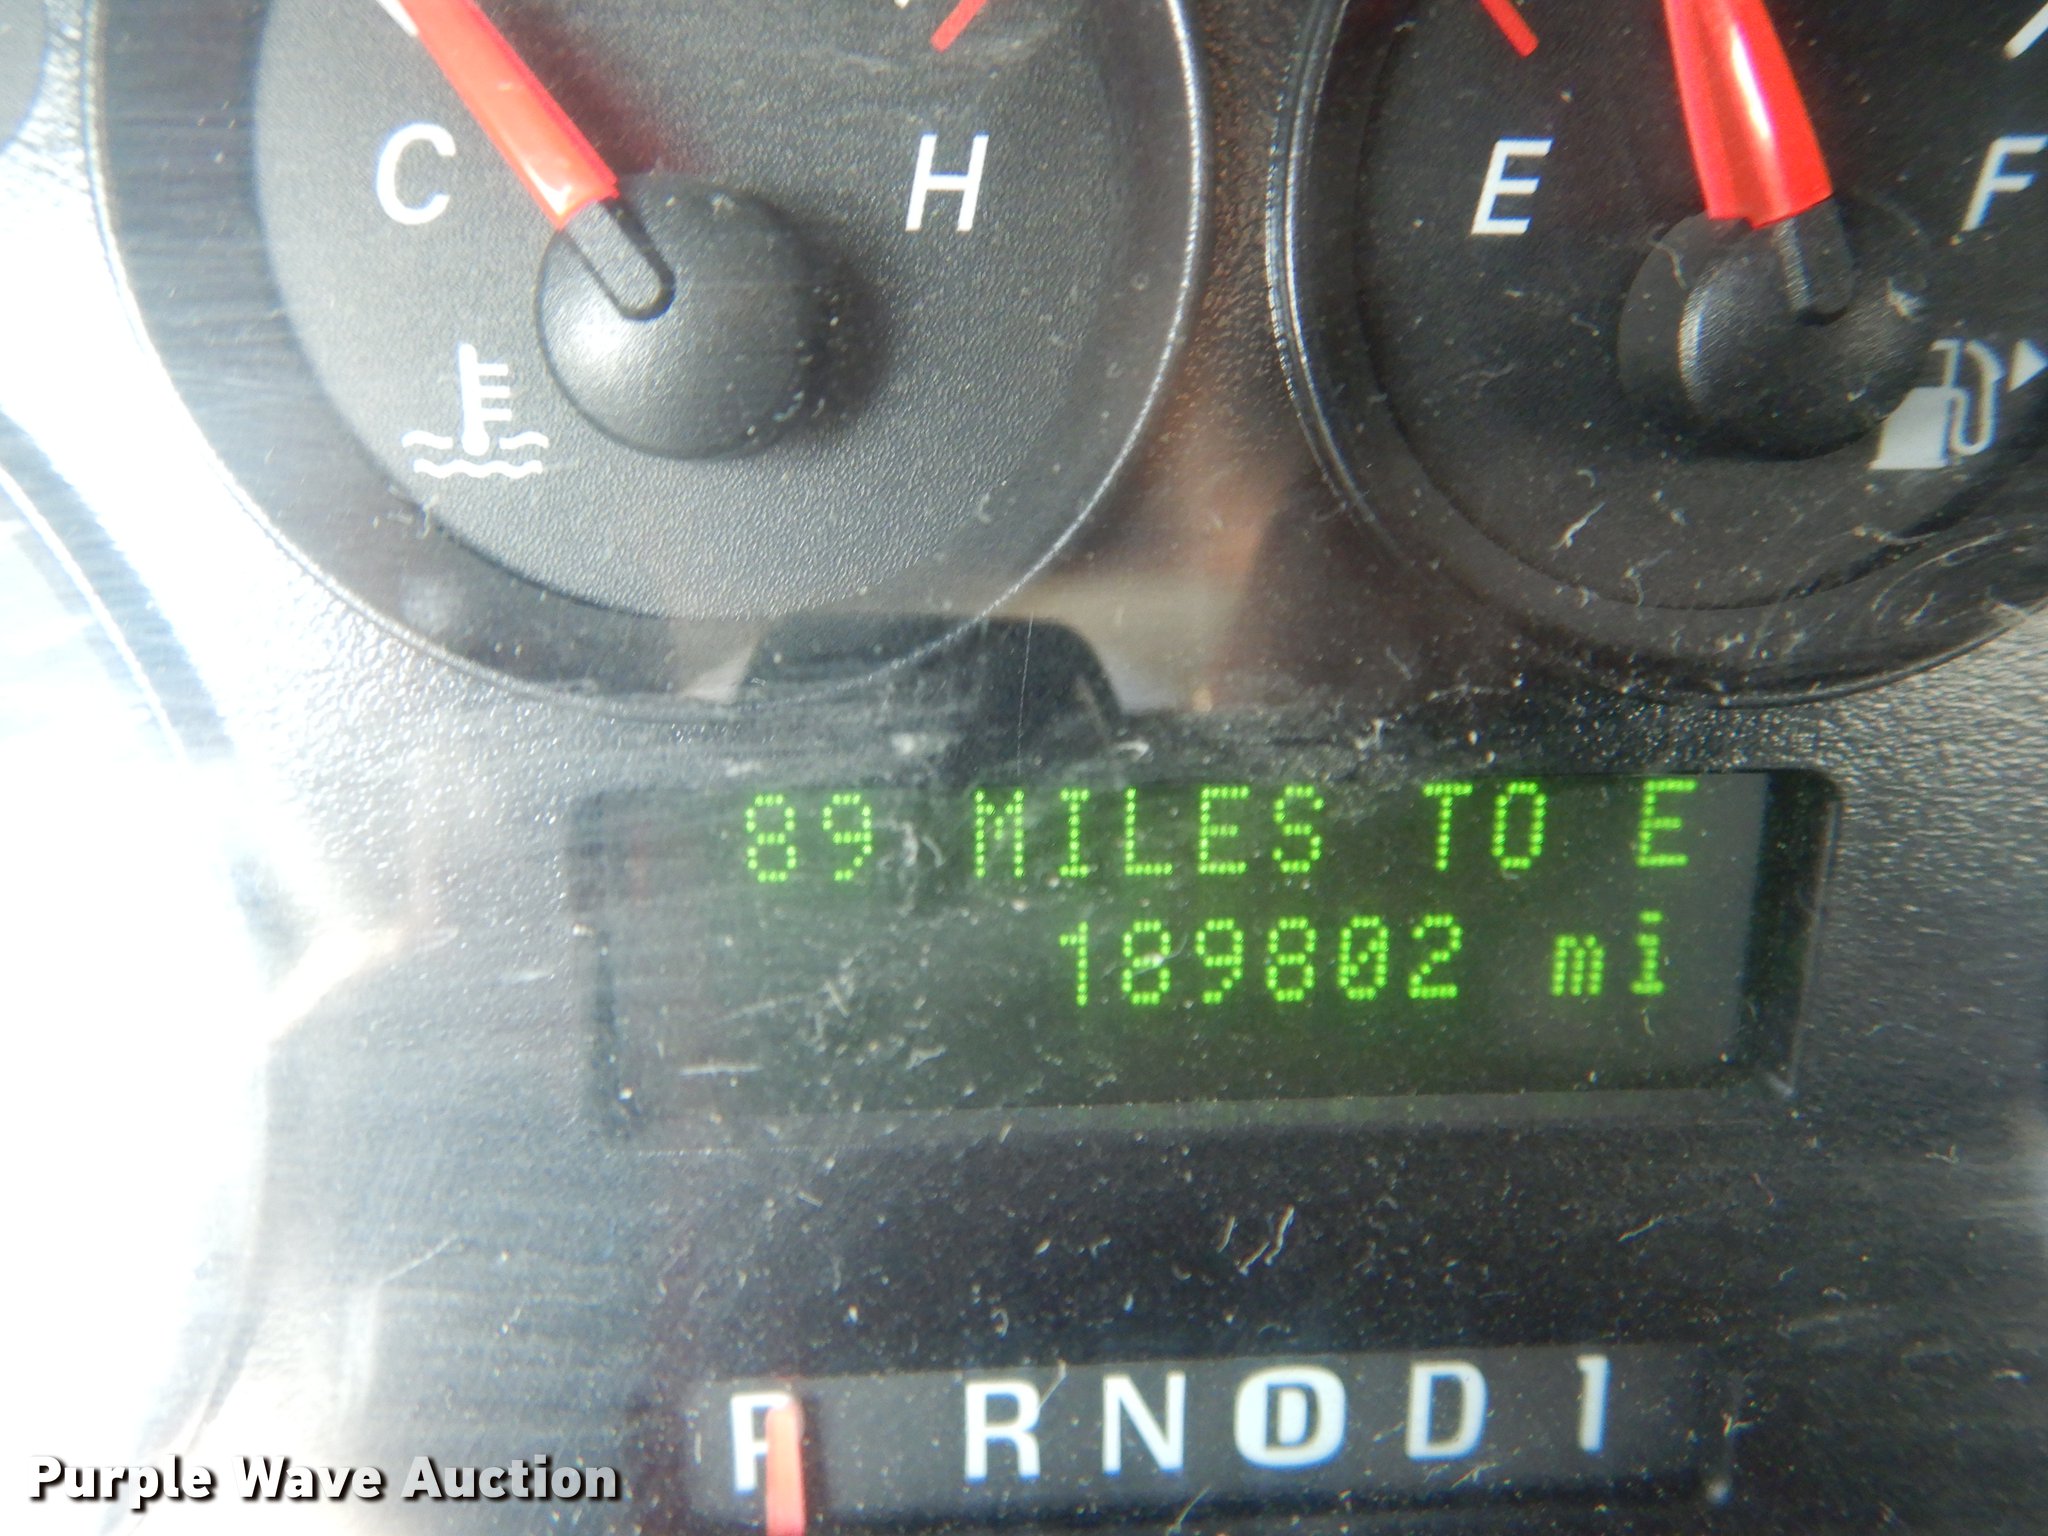 C H
E F
89 MILES TO E
189802 mi
P R N D D 1
Purple Wave Auction